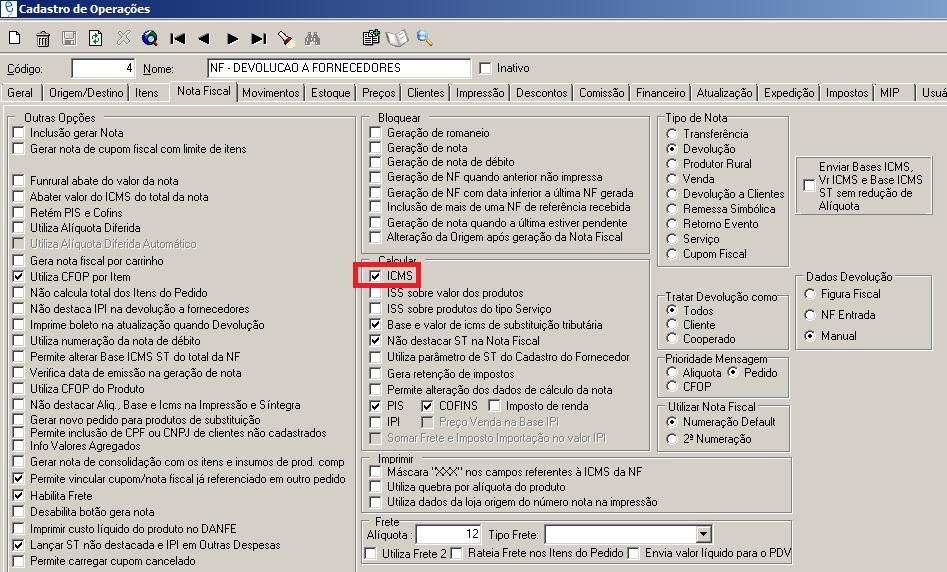 Cadastro de Operações
Código: 4 Nome: NF - DEVOLUCAO A FORNECEDORES Inativo
Geral Origem/Destino Itens Nota Fiscal Movimentos Estoque Preços Clientes Impressão Descontos Comissão Financeiro Atualização Expedição Impostos MIP Usuá
Outras Opções
Inclusão gerar Nota
Gerar nota de cupom fiscal com limite de itens
Funrural abate do valor da nota
Abater valor do ICMS do total da nota
Retém PIS e Cofins
Utiliza Alíquota Diferida
Utiliza Alíquota Diferida Automático
Gera nota fiscal por carrinho
Utiliza CFOP por Item
Não calcula total dos Itens do Pedido
Não destaca IPI na devolução a fornecedores
Imprime boleto na atualização quando Devolução
Utiliza numeração da nota de débito
Permite alterar Base ICMS ST do total da NF
Verifica data de emissão na geração de nota
Utiliza CFOP do Produto
Não destacar Aliq., Base e Icms na Impressão e Síntegra
Gerar novo pedido para produtos de substituição
Permite inclusão de CPF ou CNPJ de clientes não cadastrados
Info Valores Agregados
Gerar nota de consolidação com os itens e insumos de prod. comp
Permite vincular cupom/nota fiscal já referenciado em outro pedido
Habilita Frete
Desabilita botão gera nota
Imprimir custo líquido do produto no DANFE
Lançar ST não destacada e IPI em Outras Despesas
Permite carregar cupom cancelado
Bloquear
Geração de romaneio
Geração de nota
Geração de nota de débito
Geração de NF quando anterior não impressa
Geração de NF com data inferior a última NF gerada
Inclusão de mais de uma NF de referência recebida
Geração de nota quando a última estiver pendente
Alteração da Origem após geração da Nota Fiscal
Calcular
ICMS
ISS sobre valor dos produtos
ISS sobre produtos do tipo Serviço
Base e valor de icms de substituição tributária
Não destacar ST na Nota Fiscal
Utiliza parâmetro de ST do Cadastro do Fornecedor
Gera retenção de impostos
Permite alteração dos dados de cálculo da nota
PIS COFINS Imposto de renda
IPI Preço Venda na Base IPI
Somar Frete e Imposto Importação no valor IPI
Imprimir
Máscara "XXX" nos campos referentes à ICMS da NF
Utiliza quebra por alíquota do produto
Utiliza dados da loja origem do número nota na impressão
Frete
Alíquota : 12 Tipo Frete:
Utiliza Frete 2 Rateia Frete nos Itens do Pedido Envia valor líquido para o PDV
Tipo de Nota
Transferência
Devolução
Produtor Rural
Venda
Devolução a Clientes
Remessa Simbólica
Retorno Evento
Serviço
Cupom Fiscal
Tratar Devolução como
Todos
Cliente
Cooperado
Prioridade Mensagem
Aliquota Pedido
CFOP
Utilizar Nota Fiscal
Numeração Default
2ª Numeração
Enviar Bases ICMS,
Vr ICMS e Base ICMS
ST sem redução de
Alíquota
Dados Devolução
Figura Fiscal
NF Entrada
Manual